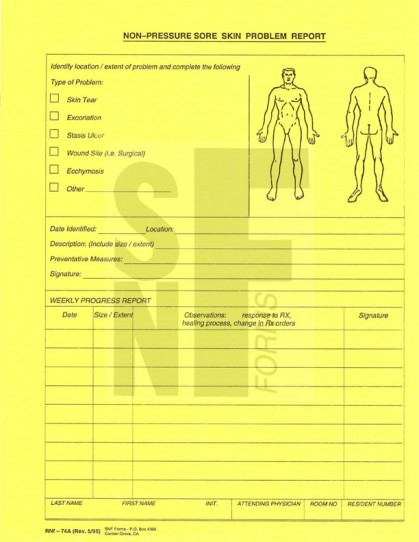 NON-PRESSURE SORE SKIN PROBLEM REPORT
Identify location / extent of problem and complete the following
Type of Problem:
Skin Tear
Excoriation
Stasis Ulcer
Wound Site (i.e. Surgical)
Ecchymosis
Other
Date Identified: Location:
Description: (Include size / extent)
Preventative Measures:
Signature:
SNF FORMS
WEEKLY PROGRESS REPORT
Date Size / Extent Observations: response to RX, Signature
healing process, change in Rx orders
LAST NAME FIRST NAME INIT. ATTENDING PHYSICIAN ROOM NO RESIDENT NUMBER
RNF - 74A (Rev. 5/95) SNF Forms - P.O. Box 4366
Garden Grove, CA